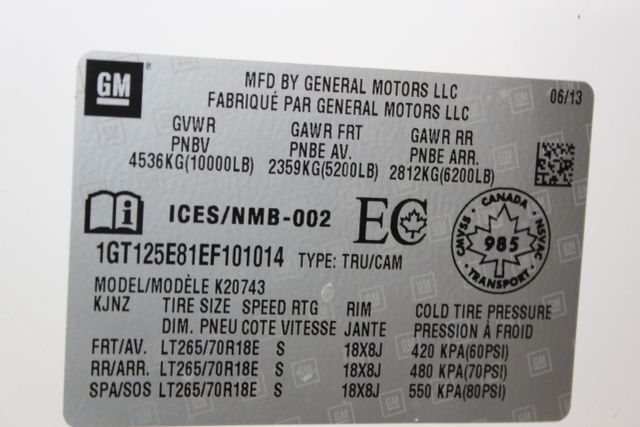 GM
MFD BY GENERAL MOTORS LLC
FABRIQUÉ PAR GENERAL MOTORS LLC
06/13
GVWR GAWR FRT GAWR RR
PNBV PNBE AV. PNBE ARR.
4536KG(10000LB) 2359KG(5200LB) 2812KG(6200LB)
ICES/NMB-002 EC
CANADA
CMVSS 985 NSVAC
TRANSPORT
1GT125E81EF101014 TYPE: TRU/CAM
MODEL/MODÈLE K20743
KJNZ TIRE SIZE SPEED RTG RIM COLD TIRE PRESSURE
DIM. PNEU COTE VITESSE JANTE PRESSION À FROID
FRT/AV. LT265/70R18E S 18X8J 420 KPA(60PSI)
RR/ARR. LT265/70R18E S 18X8J 480 KPA(70PSI)
SPA/SOS LT265/70R18E S 18X8J 550 KPA(80PSI)